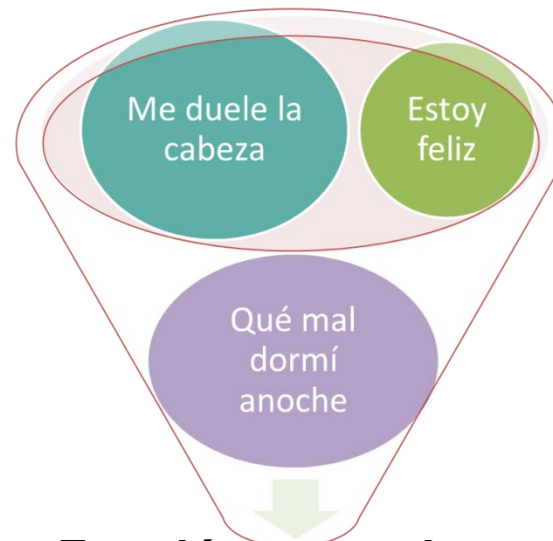 Me duele la
cabeza
Estoy
feliz
Qué mal
dormí
anoche